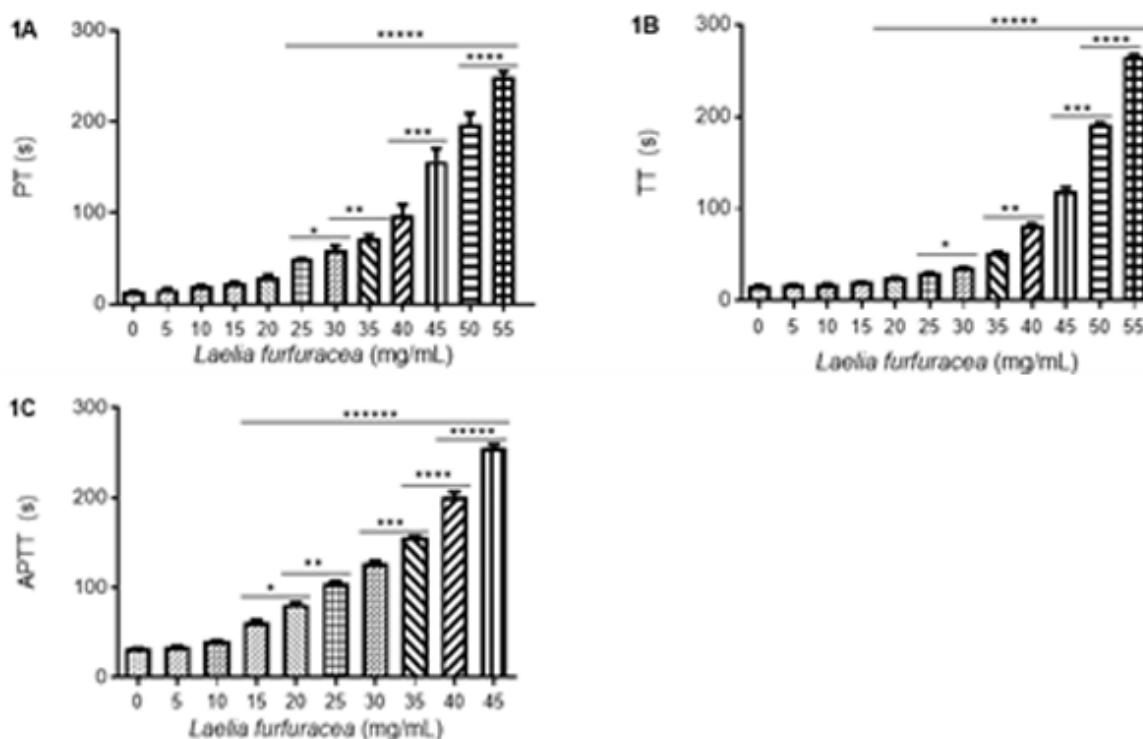 1A
300
200
100
0
PT (s)
*
**
***
****
*****
0 5 10 15 20 25 30 35 40 45 50 55
Laelia furfuracea (mg/mL)
1B
300
200
100
0
TT (s)
*
**
***
****
*****
0 5 10 15 20 25 30 35 40 45 50 55
Laelia furfuracea (mg/mL)
1C
300
200
100
0
APTT (s)
*
**
***
****
*****
******
0 5 10 15 20 25 30 35 40 45
Laelia furfuracea (mg/mL)